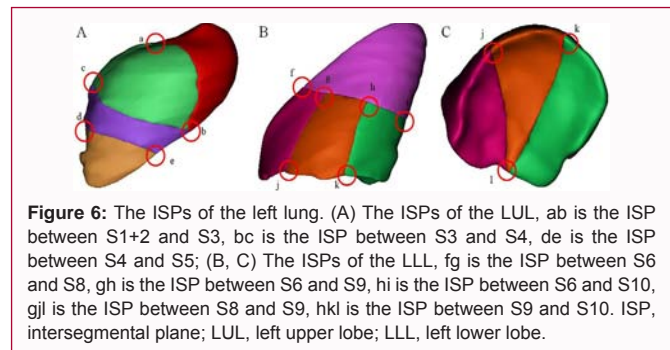 A
B
C
a
c
d
b
e
f
g
h
j
k
j
k
l
Figure 6: The ISPs of the left lung. (A) The ISPs of the LUL, ab is the ISP
between S1+2 and S3, bc is the ISP between S3 and S4, de is the ISP
between S4 and S5; (B, C) The ISPs of the LLL, fg is the ISP between S6
and S8, gh is the ISP between S6 and S9, hi is the ISP between S6 and S10,
gjl is the ISP between S8 and S9, hkl is the ISP between S9 and S10. ISP,
intersegmental plane; LUL, left upper lobe; LLL, left lower lobe.